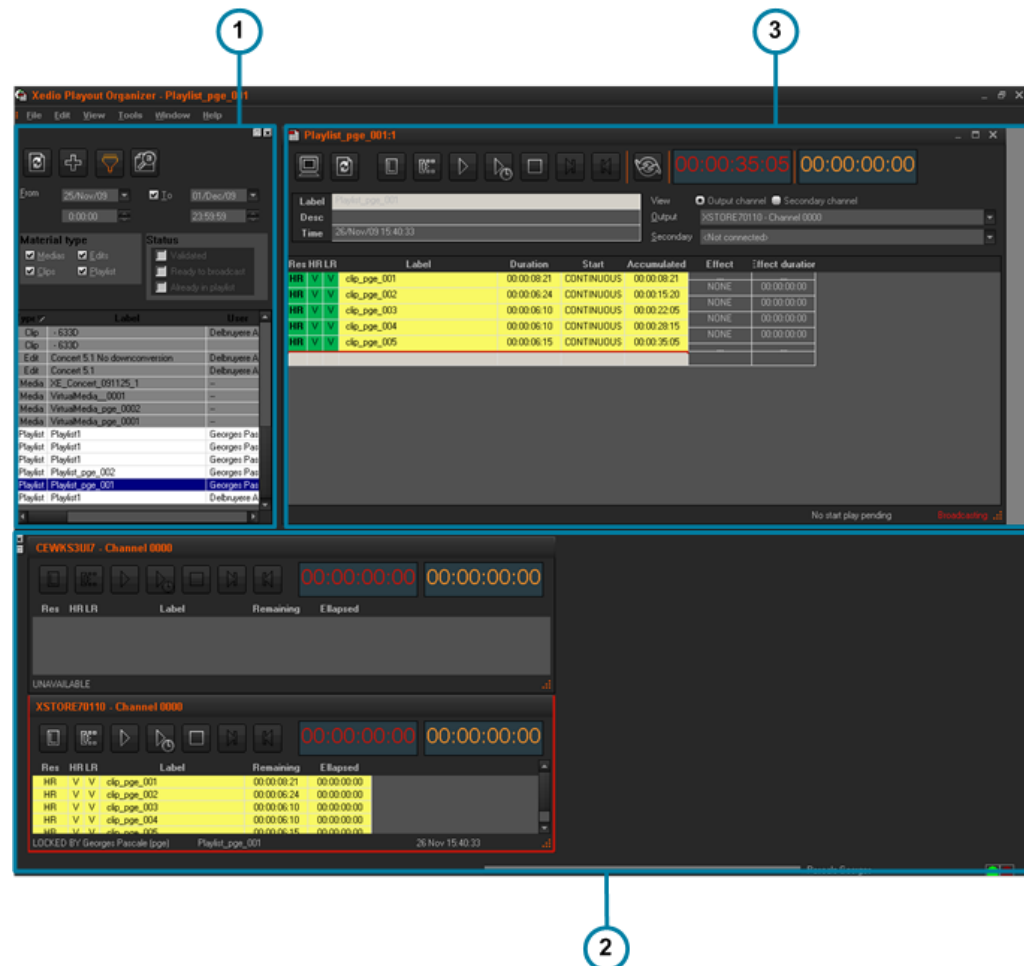 1
3
Xedio Playout Organizer - Playlist_pge_001
File Edit View Tools Window Help
From 25/Nov/09 To 01/Dec/09
0:00:00 23:59:59
Material type Status
Medias Edits Validated
Clips Playlist Ready to broadcast
Already in playlist
ype Label User
Clip - 633D Delbruyere A
Clip - 633D
Edit Concert 5.1 No downconversion Delbruyere A
Edit Concert 5.1 Delbruyere A
Media XE_Concert_091125_1 --
Media VirtualMedia__0001 --
Media VirtualMedia_pge_0002 --
Media VirtualMedia_pge_0001 --
Playlist Playlist1 Georges Pas
Playlist Playlist1 Georges Pas
Playlist Playlist1 Georges Pas
Playlist Playlist_pge_002 Georges Pas
Playlist Playlist_pge_001 Georges Pas
Playlist Playlist1 Delbruyere A
Playlist_pge_001:1
00:00:35:05 00:00:00:00
Label Playlist_pge_001
Desc
Time 26/Nov/09 15:40:33
View Output channel Secondary channel
Output XSTORE70110 - Channel 0000
Secondary <Not connected>
Res HR LR Label Duration Start Accumulated Effect Effect duration
HR V V clip_pge_001 00:00:08:21 CONTINUOUS 00:00:08:21 --- ---
NONE 00:00:00:00
HR V V clip_pge_002 00:00:06:24 CONTINUOUS 00:00:15:20
NONE 00:00:00:00
HR V V clip_pge_003 00:00:06:10 CONTINUOUS 00:00:22:05
NONE 00:00:00:00
HR V V clip_pge_004 00:00:06:10 CONTINUOUS 00:00:28:15
NONE 00:00:00:00
HR V V clip_pge_005 00:00:06:15 CONTINUOUS 00:00:35:05
--- ---
No start play pending Broadcasting
CEWKS3UI7 - Channel 0000
00:00:00:00 00:00:00:00
Res HR LR Label Remaining Ellapsed
UNAVAILABLE
XSTORE70110 - Channel 0000
00:00:00:00 00:00:00:00
Res HR LR Label Remaining Ellapsed
HR V V clip_pge_001 00:00:08:21 00:00:00:00
HR V V clip_pge_002 00:00:06:24 00:00:00:00
HR V V clip_pge_003 00:00:06:10 00:00:00:00
HR V V clip_pge_004 00:00:06:10 00:00:00:00
HR V V clip_pge_005 00:00:06:15 00:00:00:00
LOCKED BY Georges Pascale (pge) Playlist_pge_001 26 Nov 15:40:33
2